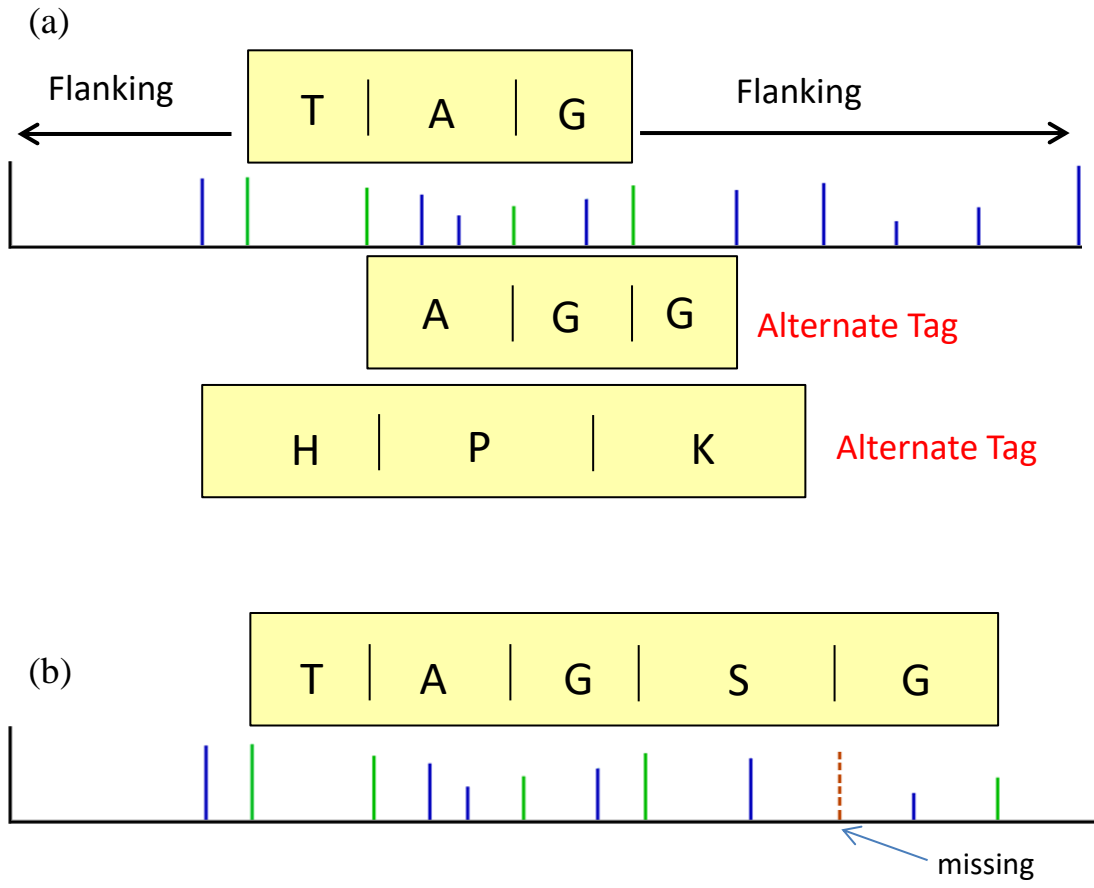 (a)
Flanking
T | A | G
Flanking
A | G | G
Alternate Tag
H | P | K
Alternate Tag
(b)
T | A | G | S | G
missing